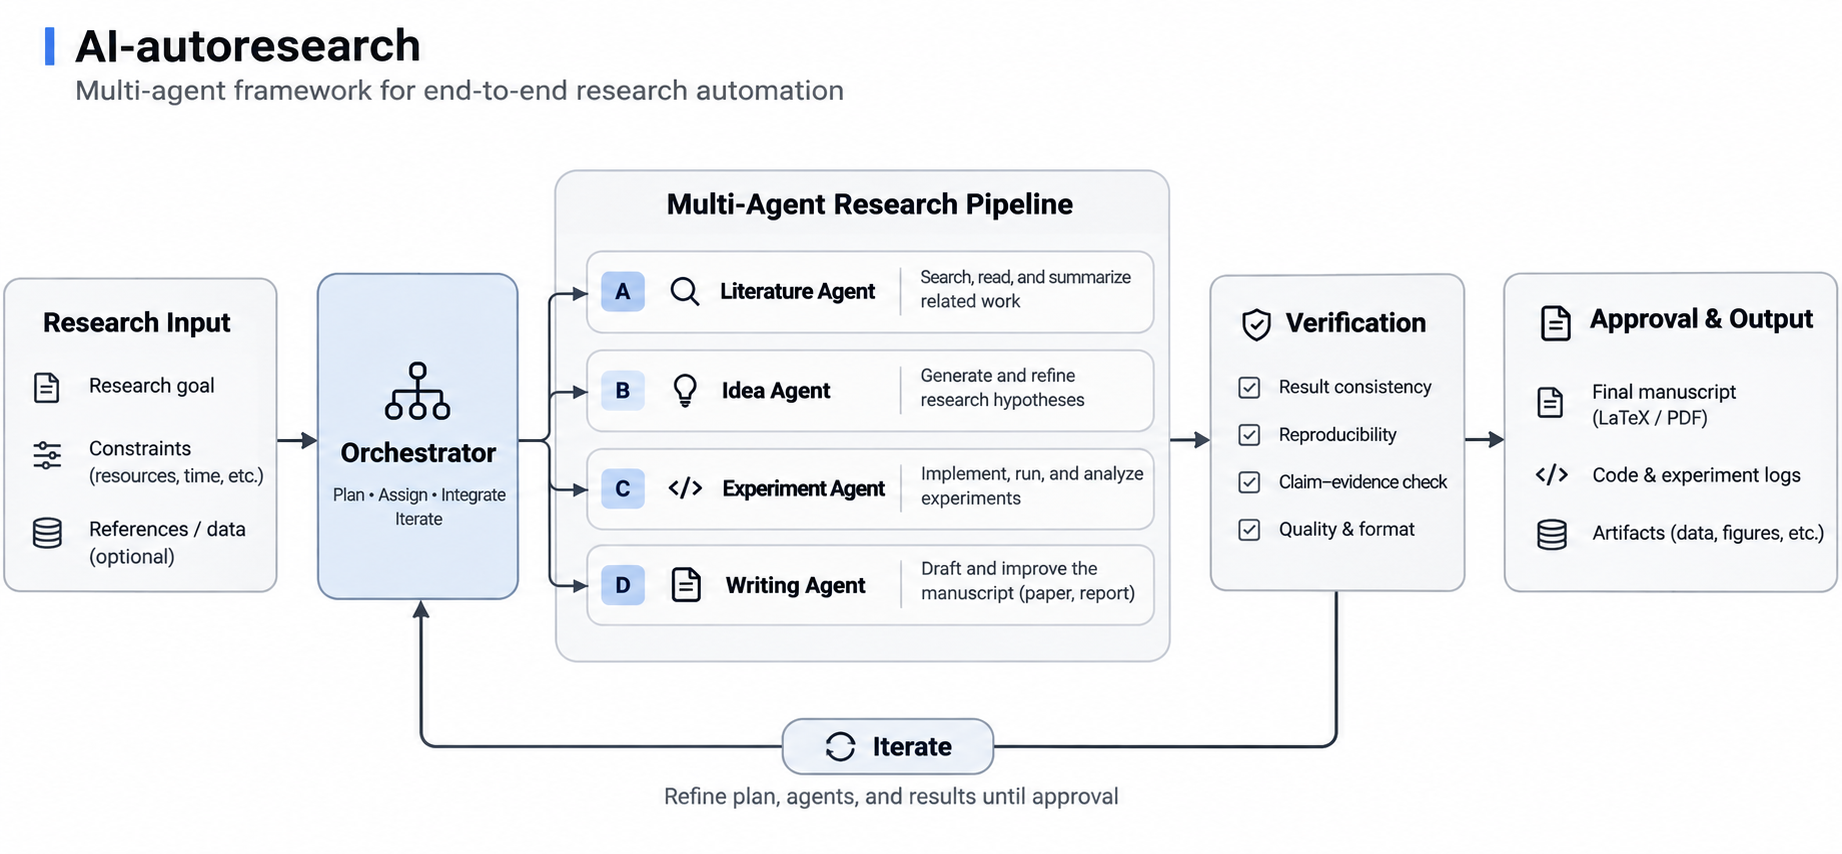 AI-autoresearch
Multi-agent framework for end-to-end research automation
Research Input
Research goal
Constraints
(resources, time, etc.)
References / data
(optional)
Orchestrator
Plan • Assign • Integrate
Iterate
Multi-Agent Research Pipeline
A
Literature Agent
Search, read, and summarize
related work
B
Idea Agent
Generate and refine
research hypotheses
C
</>
Experiment Agent
Implement, run, and analyze
experiments
D
Writing Agent
Draft and improve the
manuscript (paper, report)
Verification
Result consistency
Reproducibility
Claim–evidence check
Quality & format
Approval & Output
Final manuscript
(LaTeX / PDF)
</>
Code & experiment logs
Artifacts (data, figures, etc.)
Iterate
Refine plan, agents, and results until approval